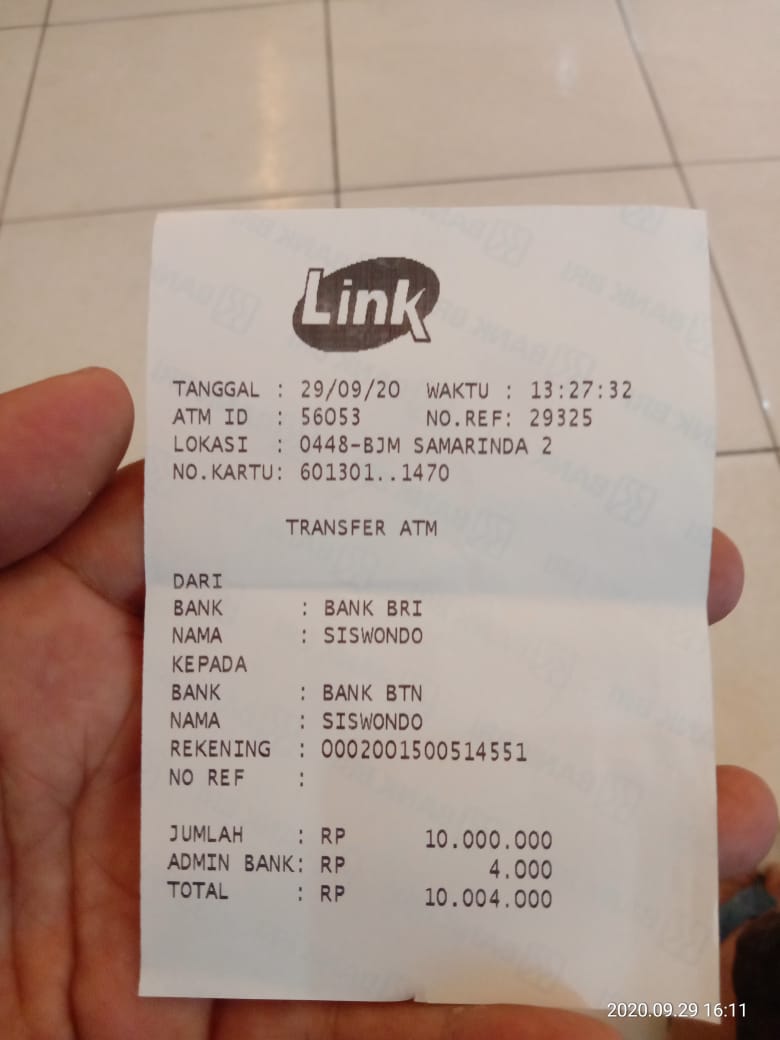 Link
TANGGAL : 29/09/20 WAKTU : 13:27:32
ATM ID : 56053 NO.REF: 29325
LOKASI : 0448-BJM SAMARINDA 2
NO.KARTU: 601301..1470
TRANSFER ATM
DARI
BANK : BANK BRI
NAMA : SISWONDO
KEPADA
BANK : BANK BTN
NAMA : SISWONDO
REKENING : 0002001500514551
NO REF :
JUMLAH : RP 10.000.000
ADMIN BANK: RP 4.000
TOTAL : RP 10.004.000
2020.09.29 16:11